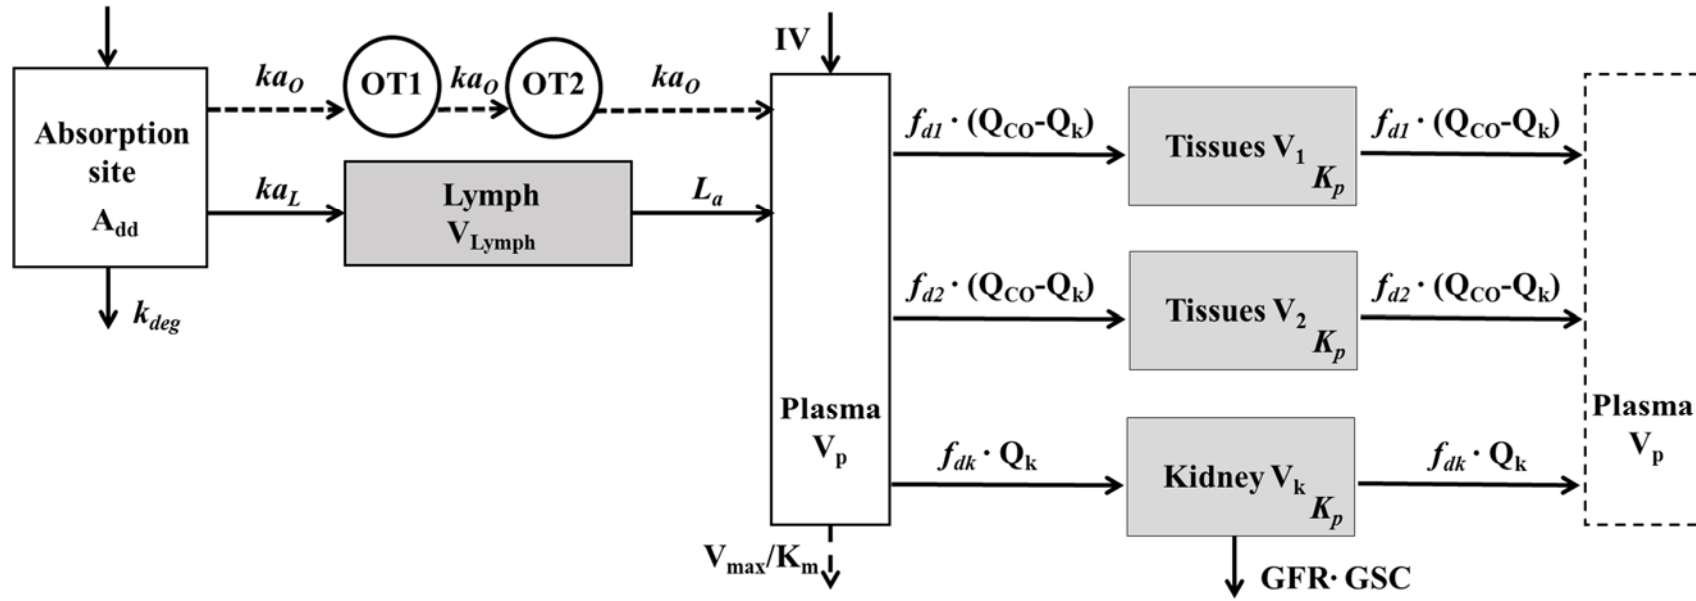 IV
ka_O
OT1
ka_O
OT2
ka_O
Absorption
site
A_dd
ka_L
Lymph
V_Lymph
L_a
k_deg
Plasma
V_p
V_max/K_m
f_d1 · (Q_CO-Q_k)
Tissues V_1
K_p
f_d1 · (Q_CO-Q_k)
f_d2 · (Q_CO-Q_k)
Tissues V_2
K_p
f_d2 · (Q_CO-Q_k)
f_dk · Q_k
Kidney V_k
K_p
f_dk · Q_k
GFR· GSC
Plasma
V_p